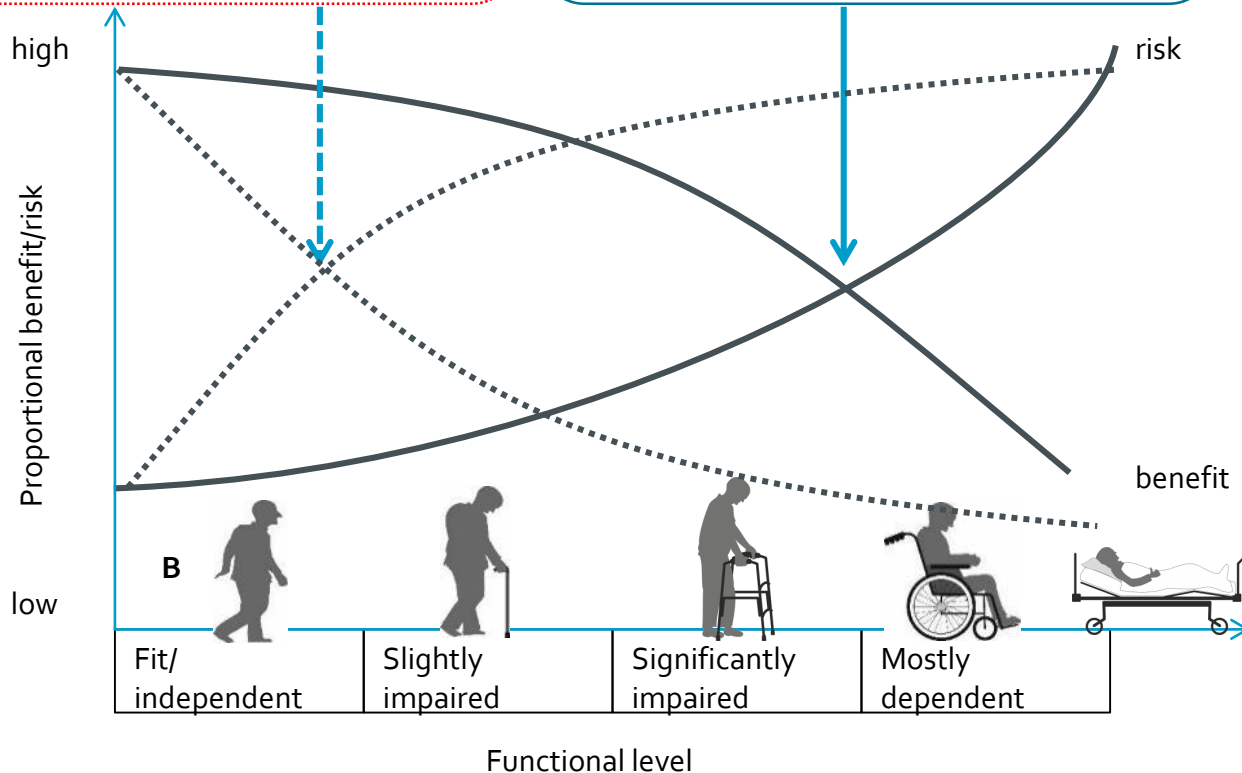 high
risk
Proportional benefit/risk
benefit
B
low
Fit/
independent
Slightly
impaired
Significantly
impaired
Mostly
dependent
Functional level